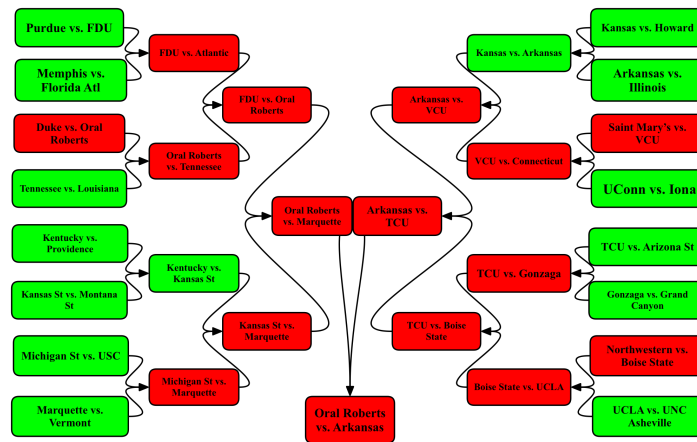 Purdue vs. FDU
Memphis vs.
Florida Atl
Duke vs. Oral
Roberts
Tennessee vs. Louisiana
Kentucky vs.
Providence
Kansas St vs. Montana
St
Michigan St vs. USC
Marquette vs.
Vermont
FDU vs. Atlantic
Oral Roberts
vs. Tennessee
Kentucky vs.
Kansas St
Michigan St vs.
Marquette
FDU vs. Oral
Roberts
Kansas St vs.
Marquette
Oral Roberts
vs. Marquette
Arkansas vs.
TCU
Oral Roberts
vs. Arkansas
Arkansas vs.
VCU
TCU vs. Boise
State
Kansas vs. Arkansas
VCU vs. Connecticut
TCU vs. Gonzaga
Boise State vs. UCLA
Kansas vs. Howard
Arkansas vs.
Illinois
Saint Mary's vs.
VCU
UConn vs. Iona
TCU vs. Arizona St
Gonzaga vs. Grand
Canyon
Northwestern vs.
Boise State
UCLA vs. UNC
Asheville